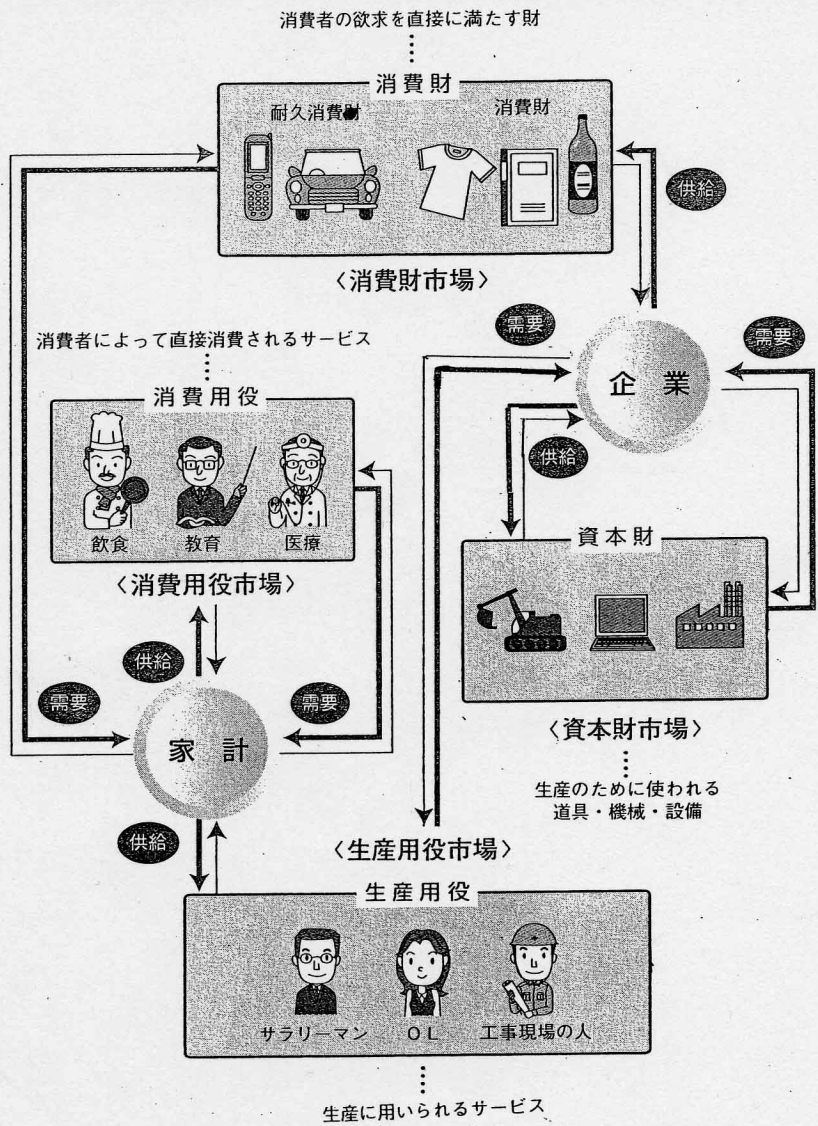 消費者の欲求を直接に満たす財
消費財
耐久消費
消費財
供給
〈消費財市場〉
需要
需要
消費者によって直接消費されるサービス
企業
消費用役
供給
飲食
教育
医療
資本財
〈消費用役市場〉
供給
需要
需要
〈資本財市場〉
家計
生産のために使われる
道具・機械・設備
供給
〈生産用役市場〉
生産用役
サラリーマン
OL
工事現場の人
生産に用いられるサービス